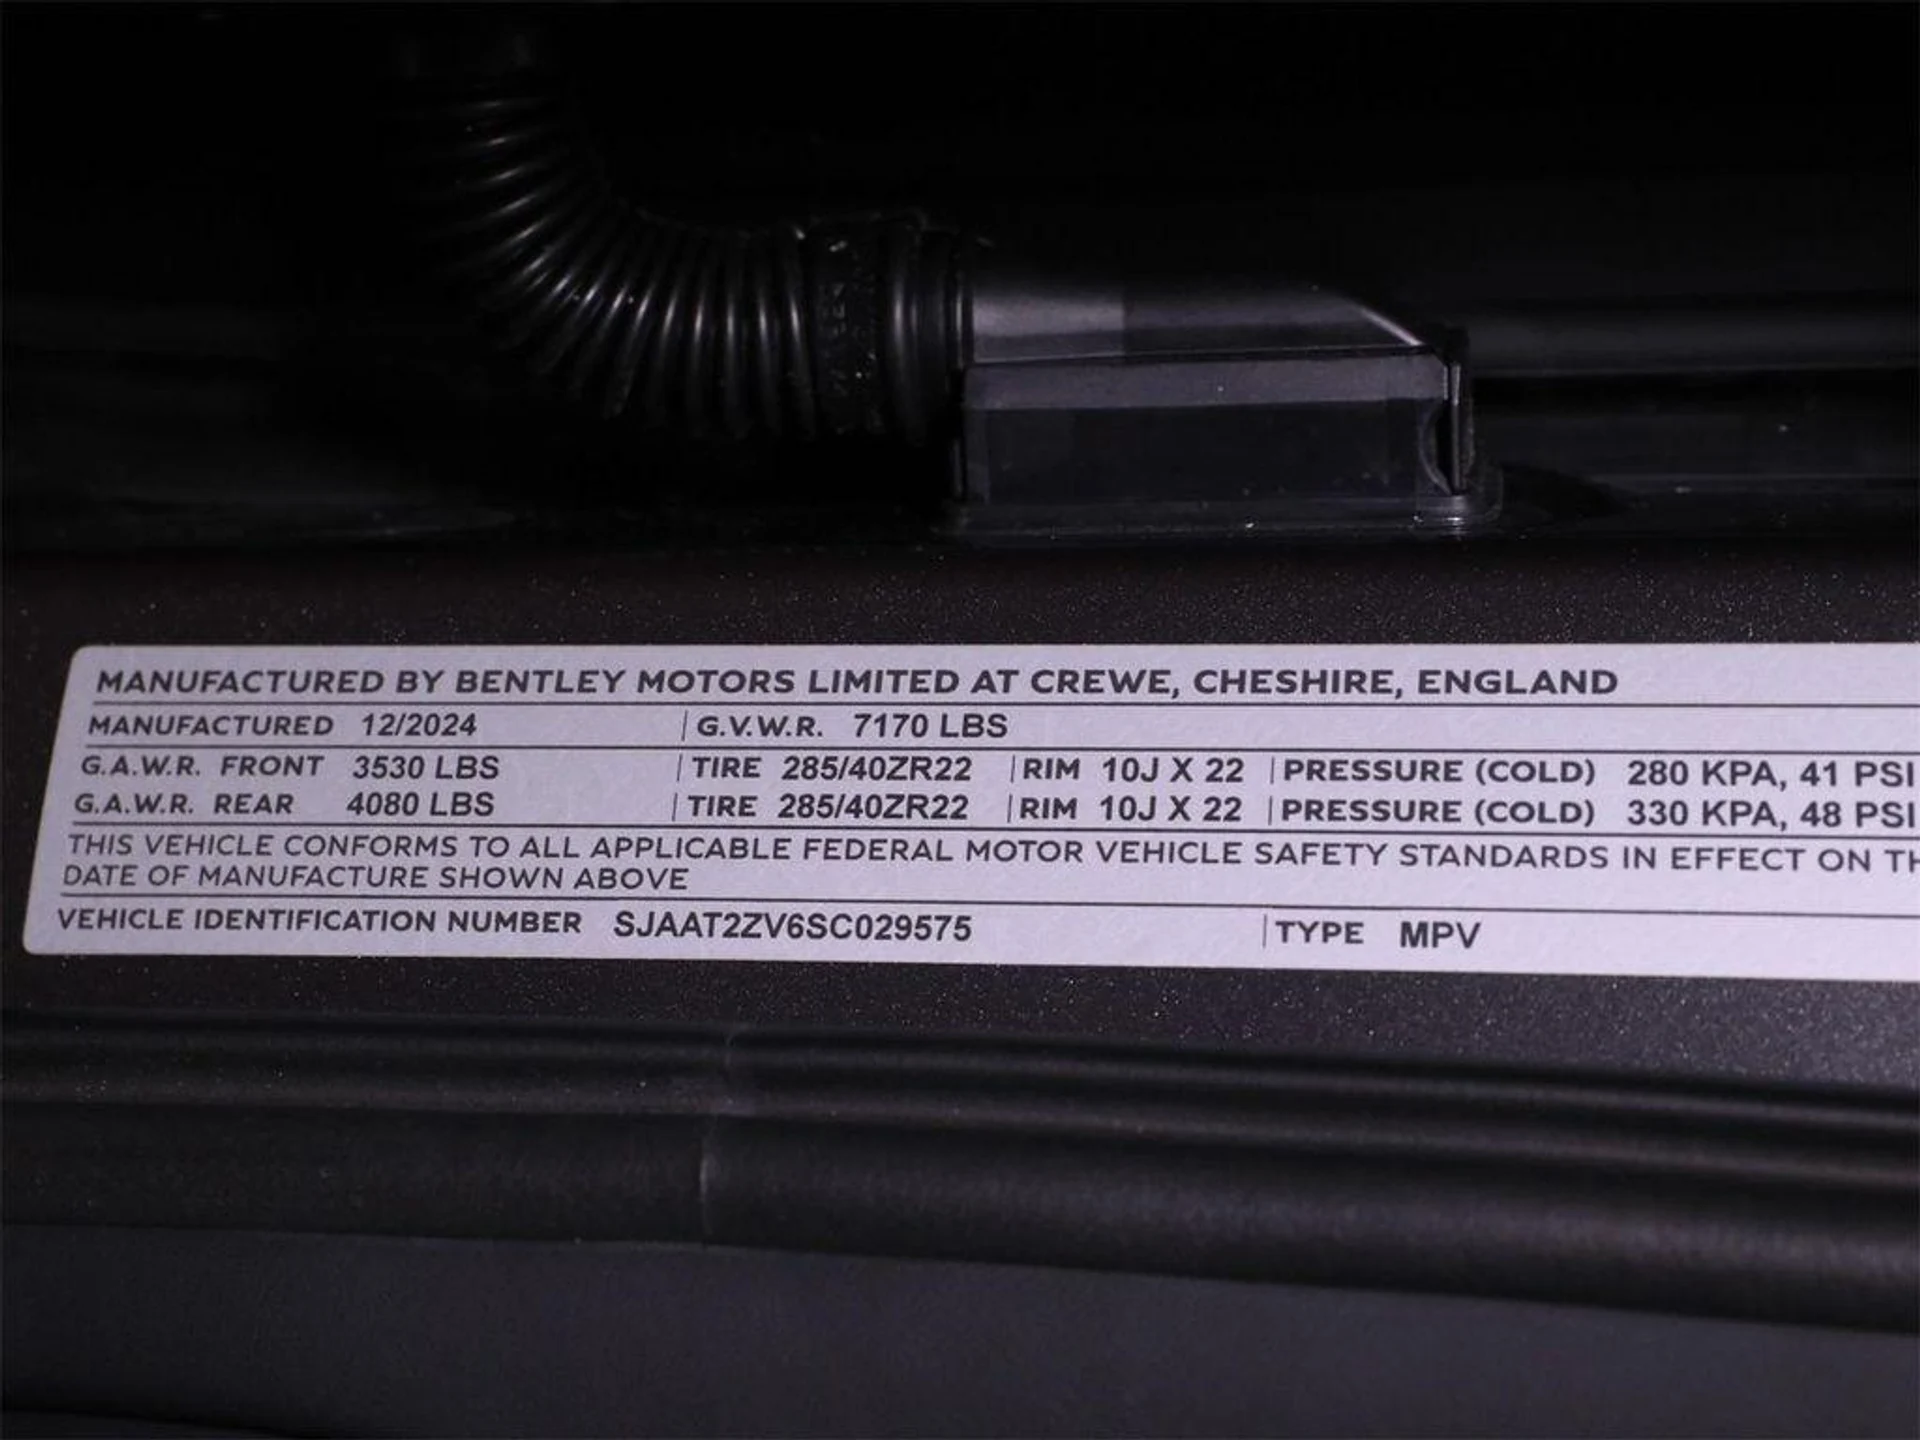 MANUFACTURED BY BENTLEY MOTORS LIMITED AT CREWE, CHESHIRE, ENGLAND
MANUFACTURED 12/2024 | G.V.W.R. 7170 LBS
G.A.W.R. FRONT 3530 LBS | TIRE 285/40ZR22 | RIM 10J X 22 | PRESSURE (COLD) 280 KPA, 41 PSI
G.A.W.R. REAR 4080 LBS | TIRE 285/40ZR22 | RIM 10J X 22 | PRESSURE (COLD) 330 KPA, 48 PSI
THIS VEHICLE CONFORMS TO ALL APPLICABLE FEDERAL MOTOR VEHICLE SAFETY STANDARDS IN EFFECT ON TH
DATE OF MANUFACTURE SHOWN ABOVE
VEHICLE IDENTIFICATION NUMBER SJAAT2ZV6SC029575 | TYPE MPV